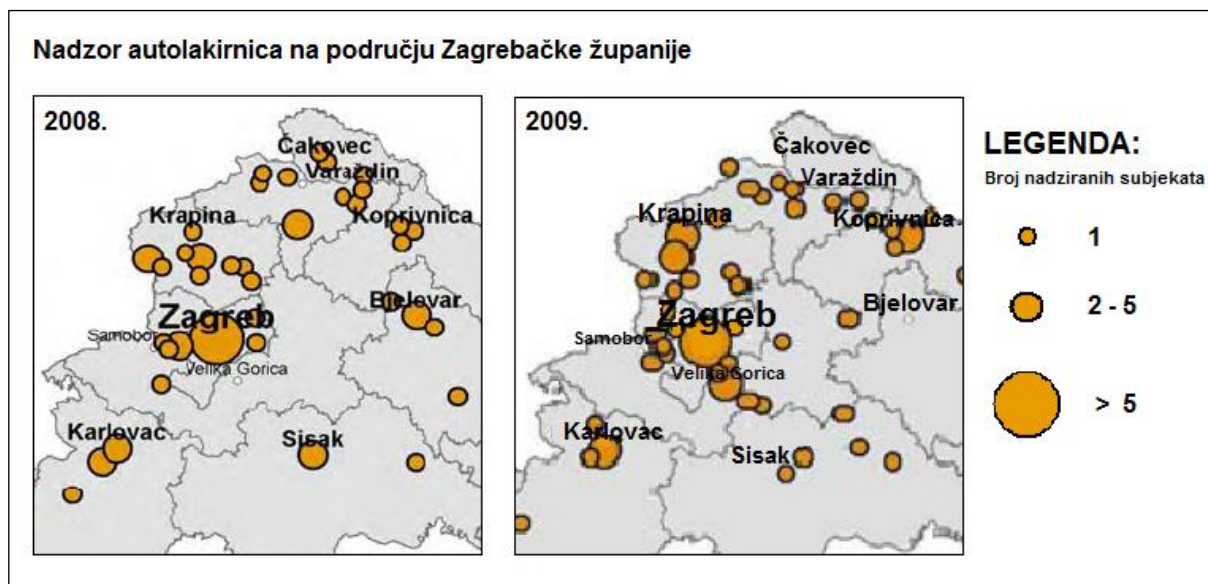 Nadzor autolakirnica na području Zagrebačke županije
2008.
Čakovec
Varaždin
Krapina
Koprivnica
Bjelovar
Zagreb
Samobor
Velika Gorica
Karlovac
Sisak
2009.
Čakovec
Varaždin
Krapina
Koprivnica
Bjelovar
Zagreb
Samobor
Velika Gorica
Karlovac
Sisak
LEGENDA:
Broj nadziranih subjekata
1
2 - 5
> 5